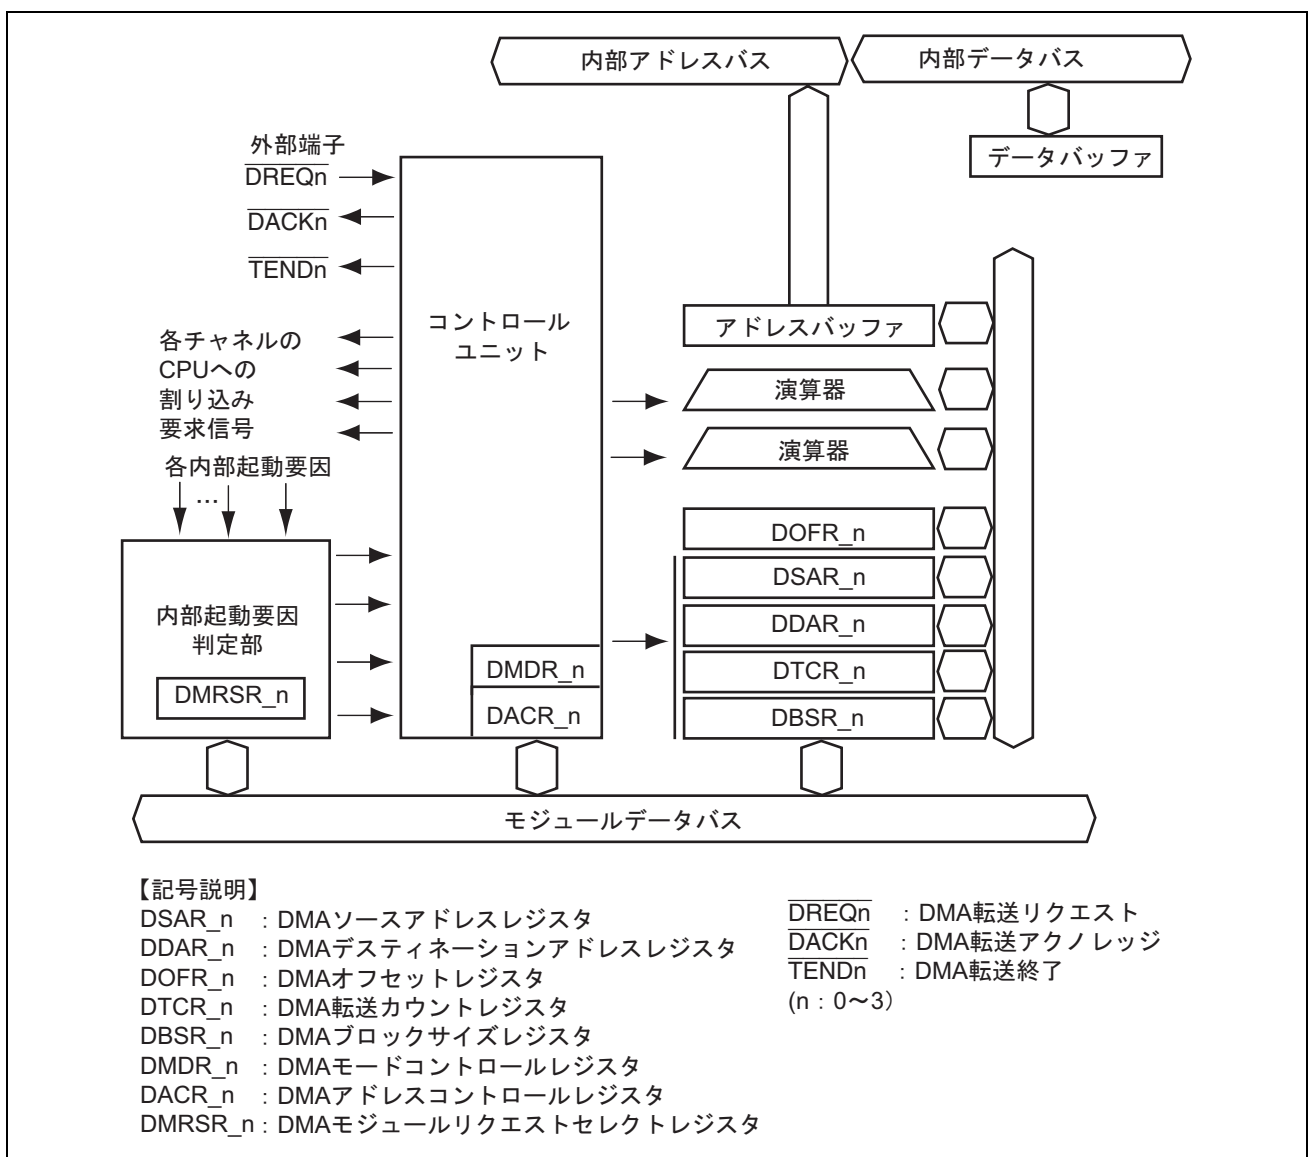 内部アドレスバス
内部データバス
データバッファ
外部端子
DREQn
DACKn
TENDn
コントロール
ユニット
各チャネルの
CPUへの
割り込み
要求信号
各内部起動要因
…
内部起動要因
判定部
DMRSR_n
DMDR_n
DACR_n
アドレスバッファ
演算器
演算器
DOFR_n
DSAR_n
DDAR_n
DTCR_n
DBSR_n
モジュールデータバス
【記号説明】
DSAR_n : DMAソースアドレスレジスタ
DDAR_n : DMAデスティネーションアドレスレジスタ
DOFR_n : DMAオフセットレジスタ
DTCR_n : DMA転送カウントレジスタ
DBSR_n : DMAブロックサイズレジスタ
DMDR_n : DMAモードコントロールレジスタ
DACR_n : DMAアドレスコントロールレジスタ
DMRSR_n : DMAモジュールリクエストセレクトレジスタ
DREQn : DMA転送リクエスト
DACKn : DMA転送アクノレッジ
TENDn : DMA転送終了
(n : 0〜3）